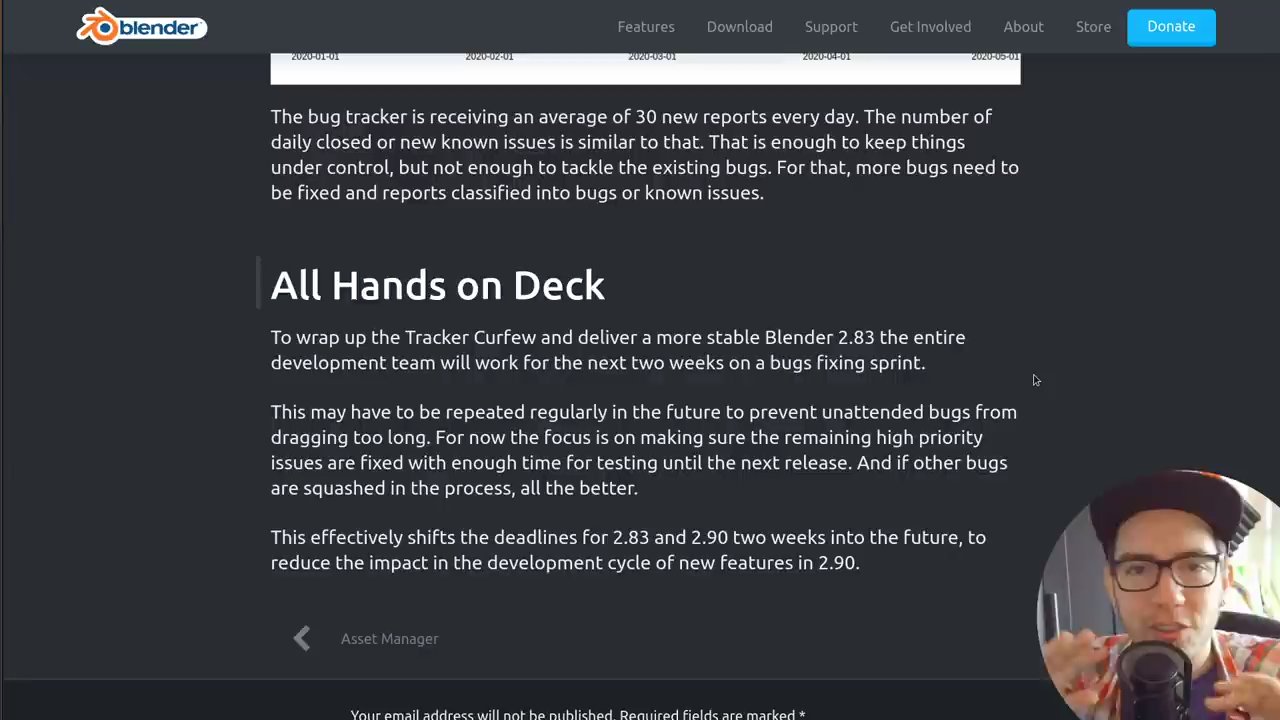 blender
Features
Download
Support
Get Involved
About
Store
Donate
2020-01-01
2020-02-01
2020-03-01
2020-04-01
2020-05-01
The bug tracker is receiving an average of 30 new reports every day. The number of
daily closed or new known issues is similar to that. That is enough to keep things
under control, but not enough to tackle the existing bugs. For that, more bugs need to
be fixed and reports classified into bugs or known issues.
All Hands on Deck
To wrap up the Tracker Curfew and deliver a more stable Blender 2.83 the entire
development team will work for the next two weeks on a bugs fixing sprint.
This may have to be repeated regularly in the future to prevent unattended bugs from
dragging too long. For now the focus is on making sure the remaining high priority
issues are fixed with enough time for testing until the next release. And if other bugs
are squashed in the process, all the better.
This effectively shifts the deadlines for 2.83 and 2.90 two weeks into the future, to
reduce the impact in the development cycle of new features in 2.90.
Asset Manager
Your email address will not be published. Required fields are marked *